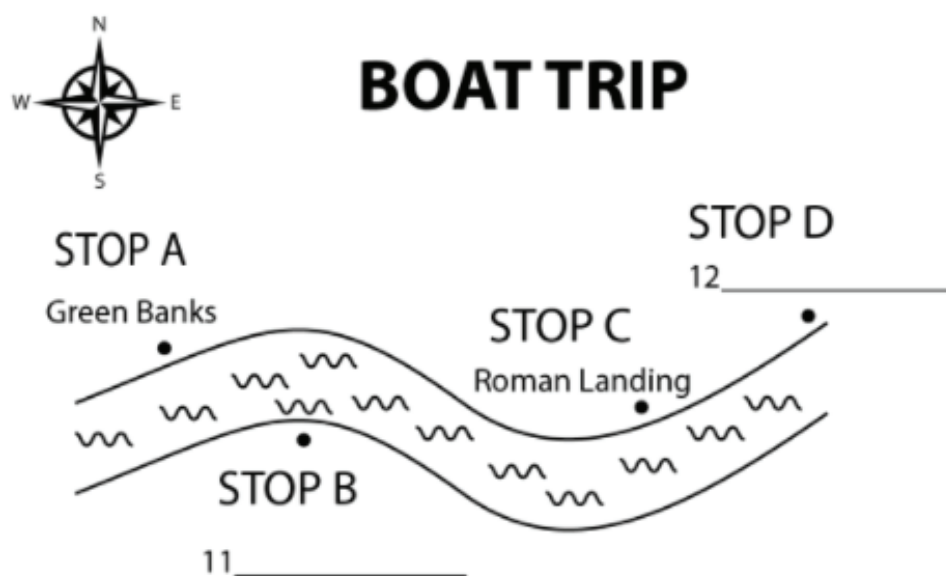 N
W E
S
BOAT TRIP
STOP A
Green Banks
STOP B
11
STOP C
Roman Landing
STOP D
12